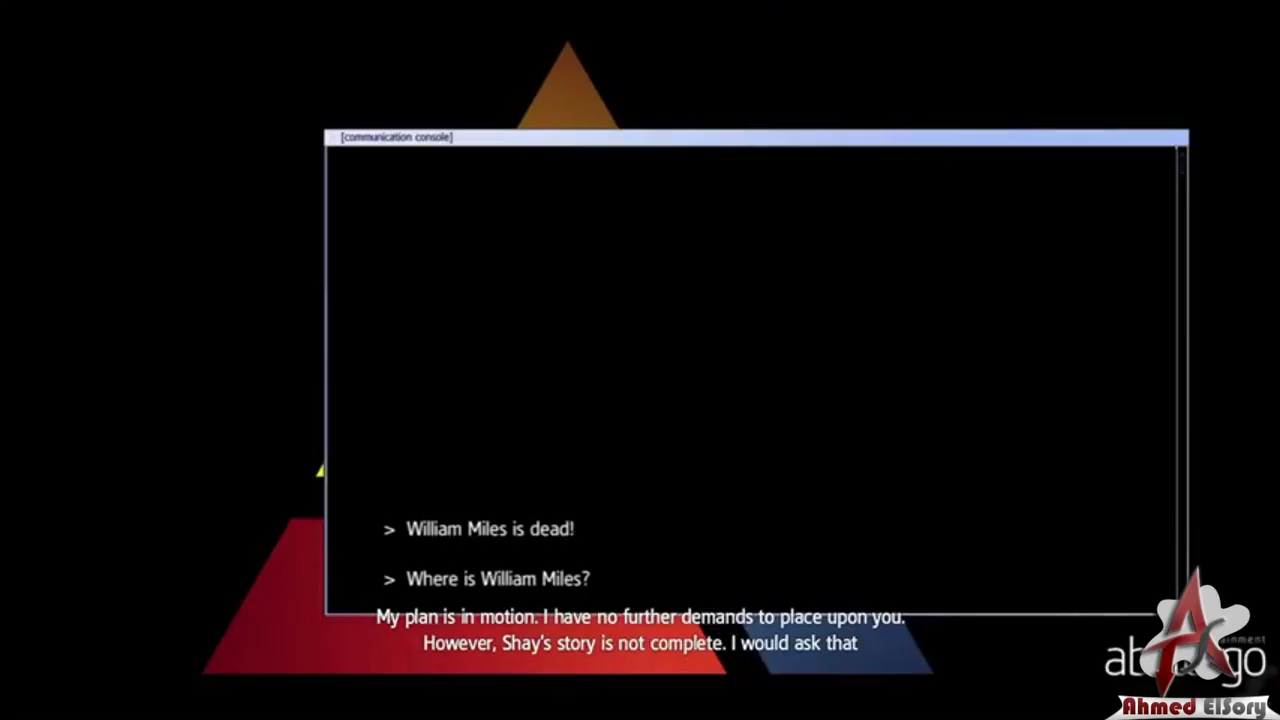 [communication console]
> William Miles is dead!
> Where is William Miles?
My plan is in motion. I have no further demands to place upon you.
However, Shay's story is not complete. I would ask that
Ahmed ElSory